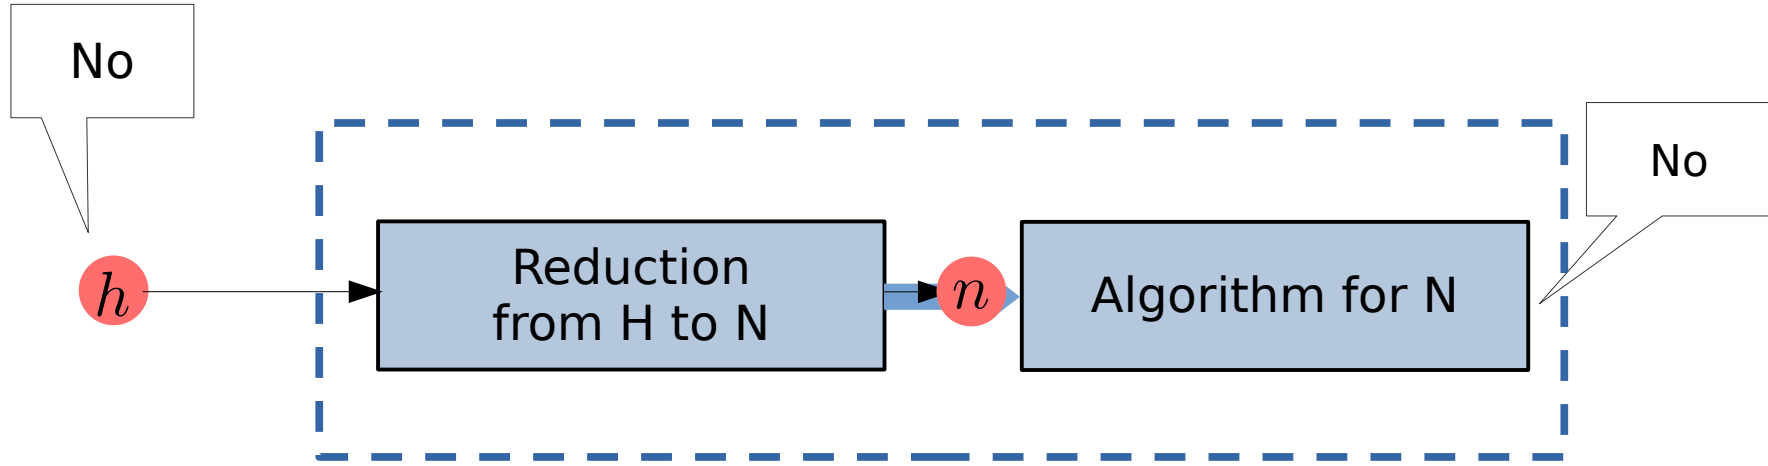 No
No
h
Reduction
from H to N
n
Algorithm for N